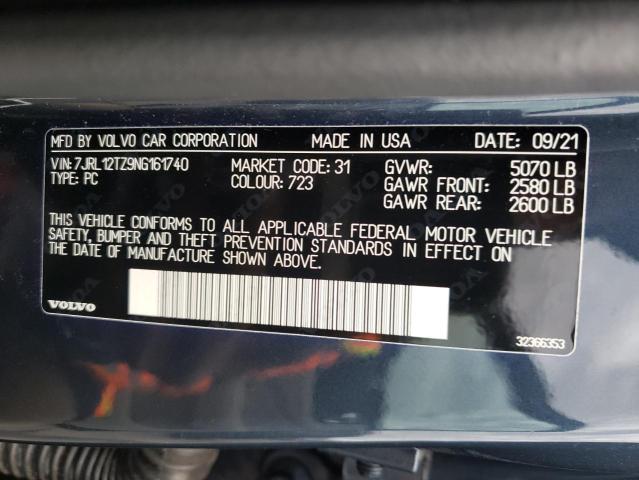 MFD BY VOLVO CAR CORPORATION MADE IN USA DATE: 09/21
VIN: 7JRL12TZ9NG161740 MARKET CODE: 31 GVWR: 5070 LB
TYPE: PC COLOUR: 723 GAWR FRONT: 2580 LB
GAWR REAR: 2600 LB
THIS VEHICLE CONFORMS TO ALL APPLICABLE FEDERAL MOTOR VEHICLE
SAFETY, BUMPER AND THEFT PREVENTION STANDARDS IN EFFECT ON
THE DATE OF MANUFACTURE SHOWN ABOVE.
VOLVO
32366353